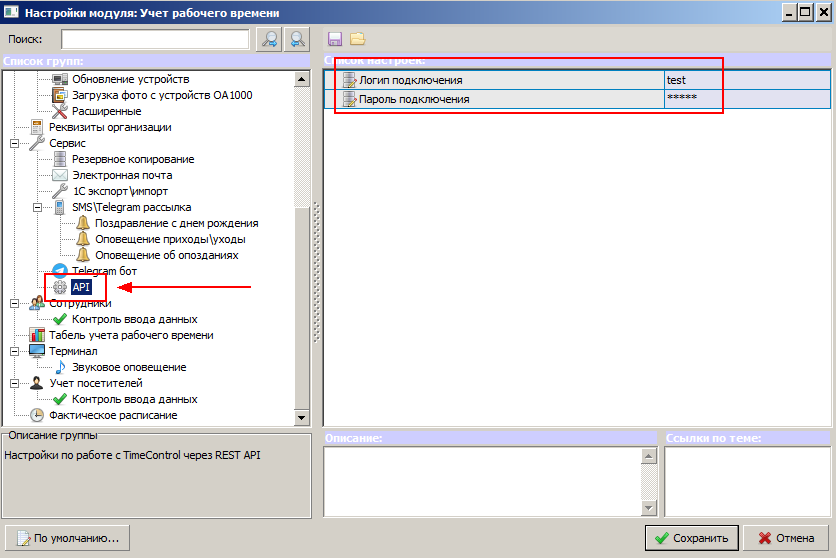 Настройки модуля: Учет рабочего времени
Поиск:
Список групп:
Обновление устройств
Загрузка фото с устройств OA1000
Расширенные
Реквизиты организации
Сервис
Резервное копирование
Электронная почта
1С экспорт\импорт
SMS\Telegram рассылка
Поздравление с днем рождения
Оповещение приходы\уходы
Оповещение об опозданиях
Telegram бот
API
Сотрудники
Контроль ввода данных
Табель учета рабочего времени
Терминал
Звуковое оповещение
Учет посетителей
Контроль ввода данных
Фактическое расписание
Описание группы
Настройки по работе с TimeControl через REST API
Список настроек:
Логип подключения test
Пароль подключения *****
Описание:
Ссылки по теме:
По умолчанию...
Сохранить
Отмена